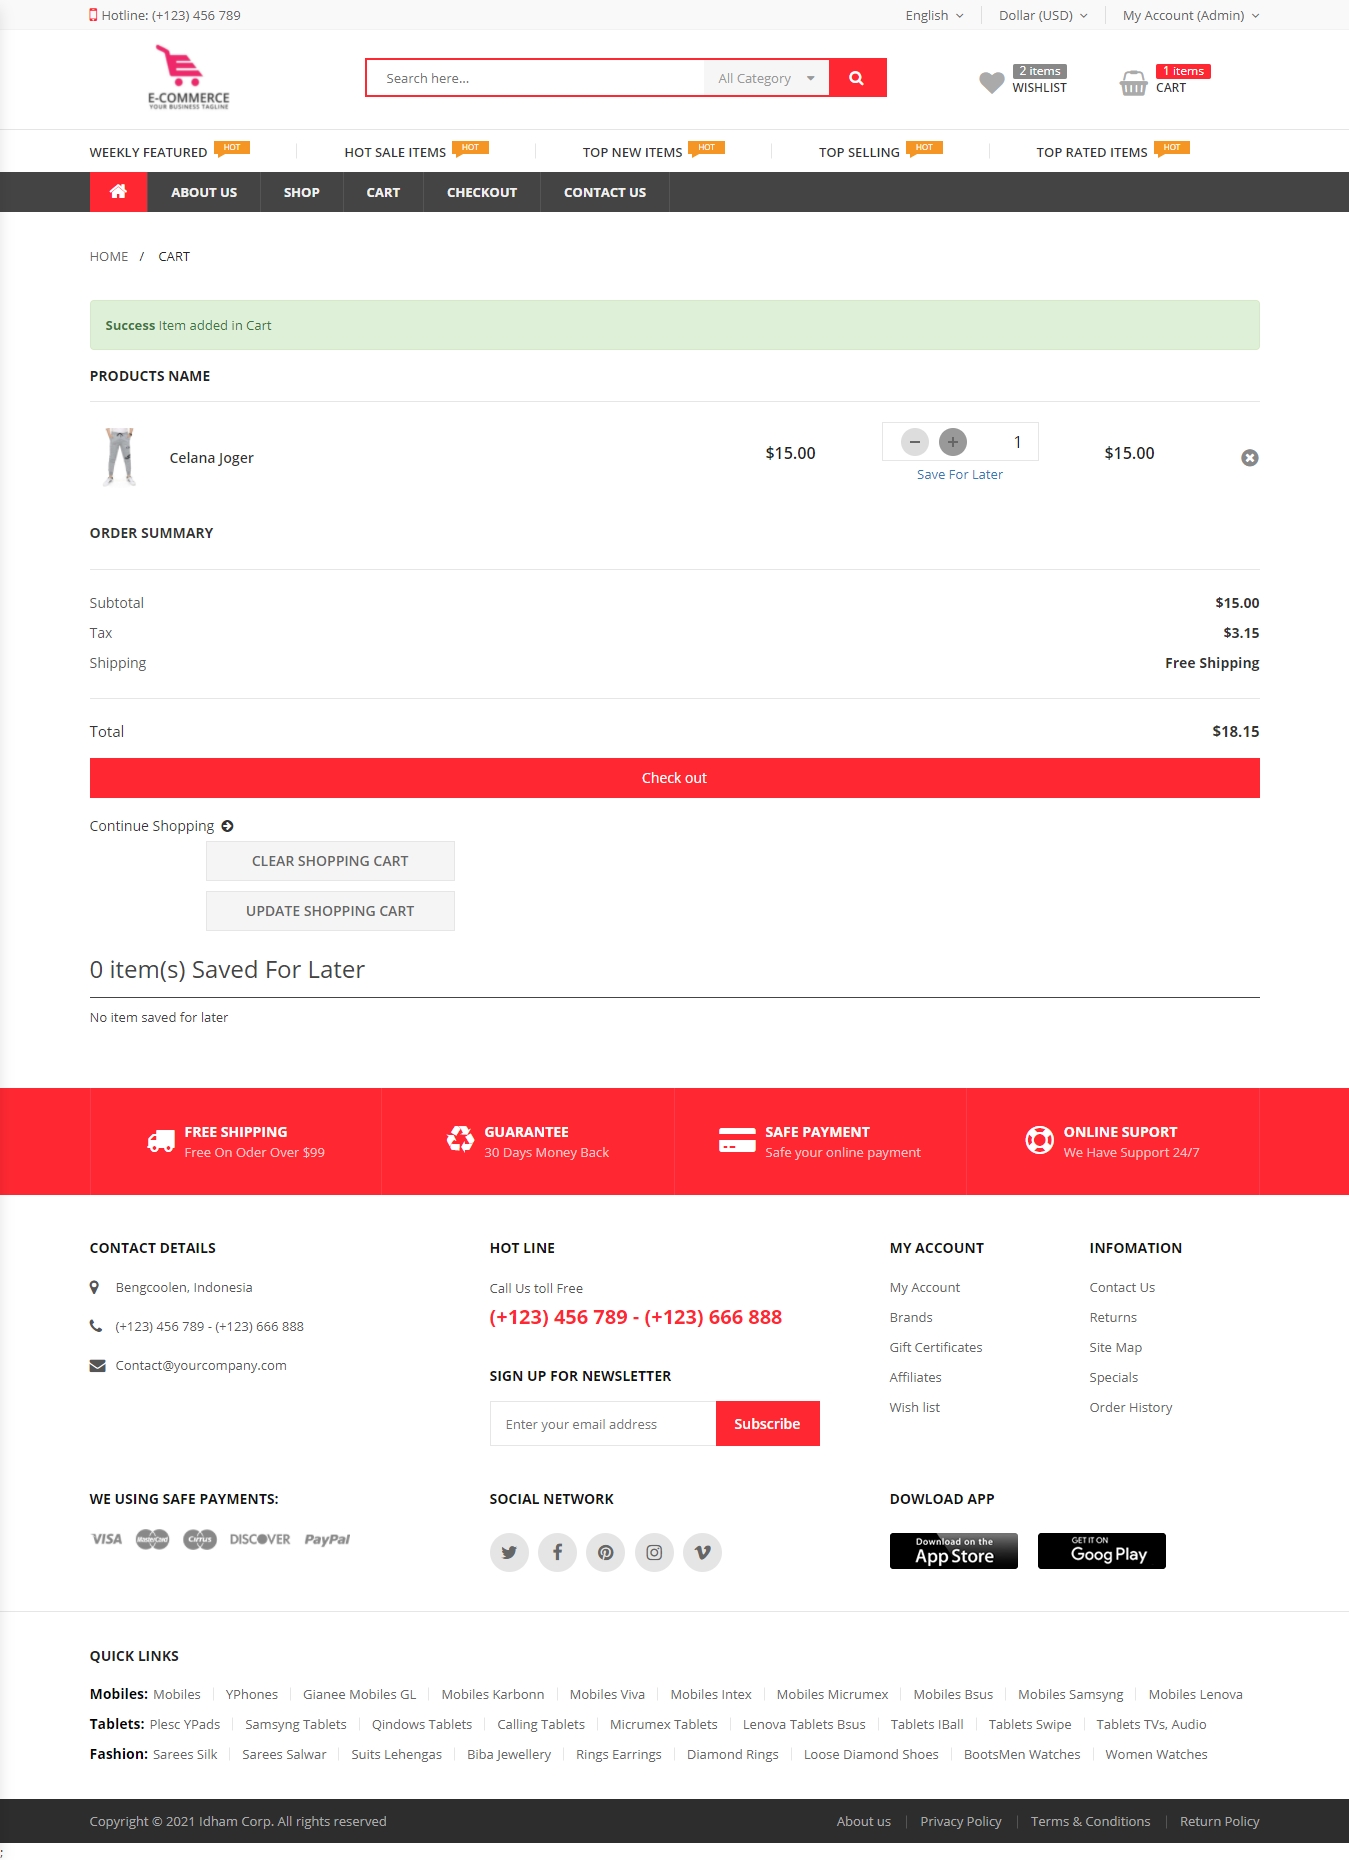 Hotline: (+123) 456 789
English
Dollar (USD)
My Account (Admin)
E-COMMERCE
YOUR BUSINESS TAGLINE
Search here...
All Category
2 items
WISHLIST
1 items
CART
WEEKLY FEATURED HOT
HOT SALE ITEMS HOT
TOP NEW ITEMS HOT
TOP SELLING HOT
TOP RATED ITEMS HOT
ABOUT US
SHOP
CART
CHECKOUT
CONTACT US
HOME / CART
Success Item added in Cart
PRODUCTS NAME
Celana Joger
$15.00
1
Save For Later
$15.00
ORDER SUMMARY
Subtotal $15.00
Tax $3.15
Shipping Free Shipping
Total $18.15
Check out
Continue Shopping
CLEAR SHOPPING CART
UPDATE SHOPPING CART
0 item(s) Saved For Later
No item saved for later
FREE SHIPPING
Free On Oder Over $99
GUARANTEE
30 Days Money Back
SAFE PAYMENT
Safe your online payment
ONLINE SUPORT
We Have Support 24/7
CONTACT DETAILS
Bengcoolen, Indonesia
(+123) 456 789 - (+123) 666 888
Contact@yourcompany.com
HOT LINE
Call Us toll Free
(+123) 456 789 - (+123) 666 888
SIGN UP FOR NEWSLETTER
Enter your email address
Subscribe
MY ACCOUNT
My Account
Brands
Gift Certificates
Affiliates
Wish list
INFOMATION
Contact Us
Returns
Site Map
Specials
Order History
WE USING SAFE PAYMENTS:
VISA MasterCard Cirrus DISCOVER PayPal
SOCIAL NETWORK
DOWLOAD APP
Download on the
App Store
GET IT ON
Goog Play
QUICK LINKS
Mobiles: Mobiles YPhones Gianee Mobiles GL Mobiles Karbonn Mobiles Viva Mobiles Intex Mobiles Micrumex Mobiles Bsus Mobiles Samsyng Mobiles Lenova
Tablets: Plesc YPads Samsyng Tablets Qindows Tablets Calling Tablets Micrumex Tablets Lenova Tablets Bsus Tablets IBall Tablets Swipe Tablets TVs, Audio
Fashion: Sarees Silk Sarees Salwar Suits Lehengas Biba Jewellery Rings Earrings Diamond Rings Loose Diamond Shoes BootsMen Watches Women Watches
Copyright © 2021 Idham Corp. All rights reserved
About us
Privacy Policy
Terms & Conditions
Return Policy
;